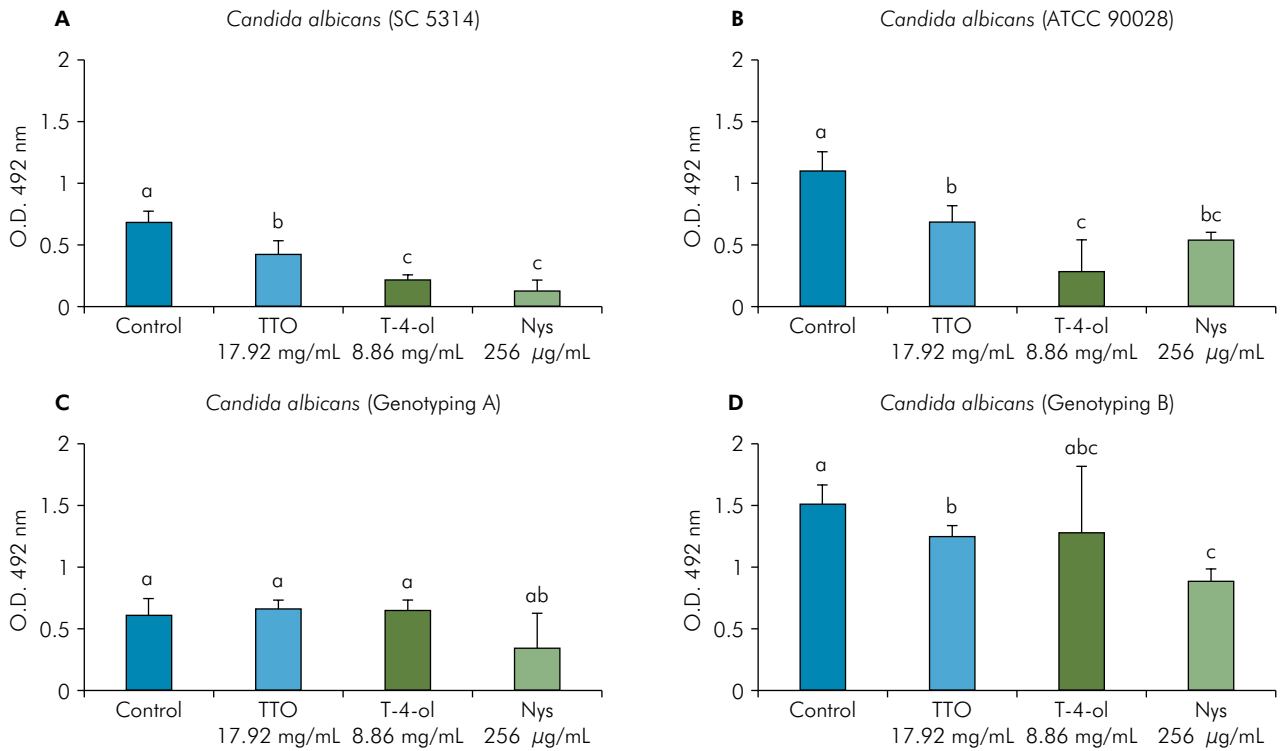 A Candida albicans (SC 5314)
2
1.5
1
0.5
0
O.D. 492 nm
a
b
c
c
Control
TTO
17.92 mg/mL
T-4-ol
8.86 mg/mL
Nys
256 µg/mL
B Candida albicans (ATCC 90028)
2
1.5
1
0.5
0
O.D. 492 nm
a
b
c
bc
Control
TTO
17.92 mg/mL
T-4-ol
8.86 mg/mL
Nys
256 µg/mL
C Candida albicans (Genotyping A)
2
1.5
1
0.5
0
O.D. 492 nm
a
a
a
ab
Control
TTO
17.92 mg/mL
T-4-ol
8.86 mg/mL
Nys
256 µg/mL
D Candida albicans (Genotyping B)
2
1.5
1
0.5
0
O.D. 492 nm
a
b
abc
c
Control
TTO
17.92 mg/mL
T-4-ol
8.86 mg/mL
Nys
256 µg/mL